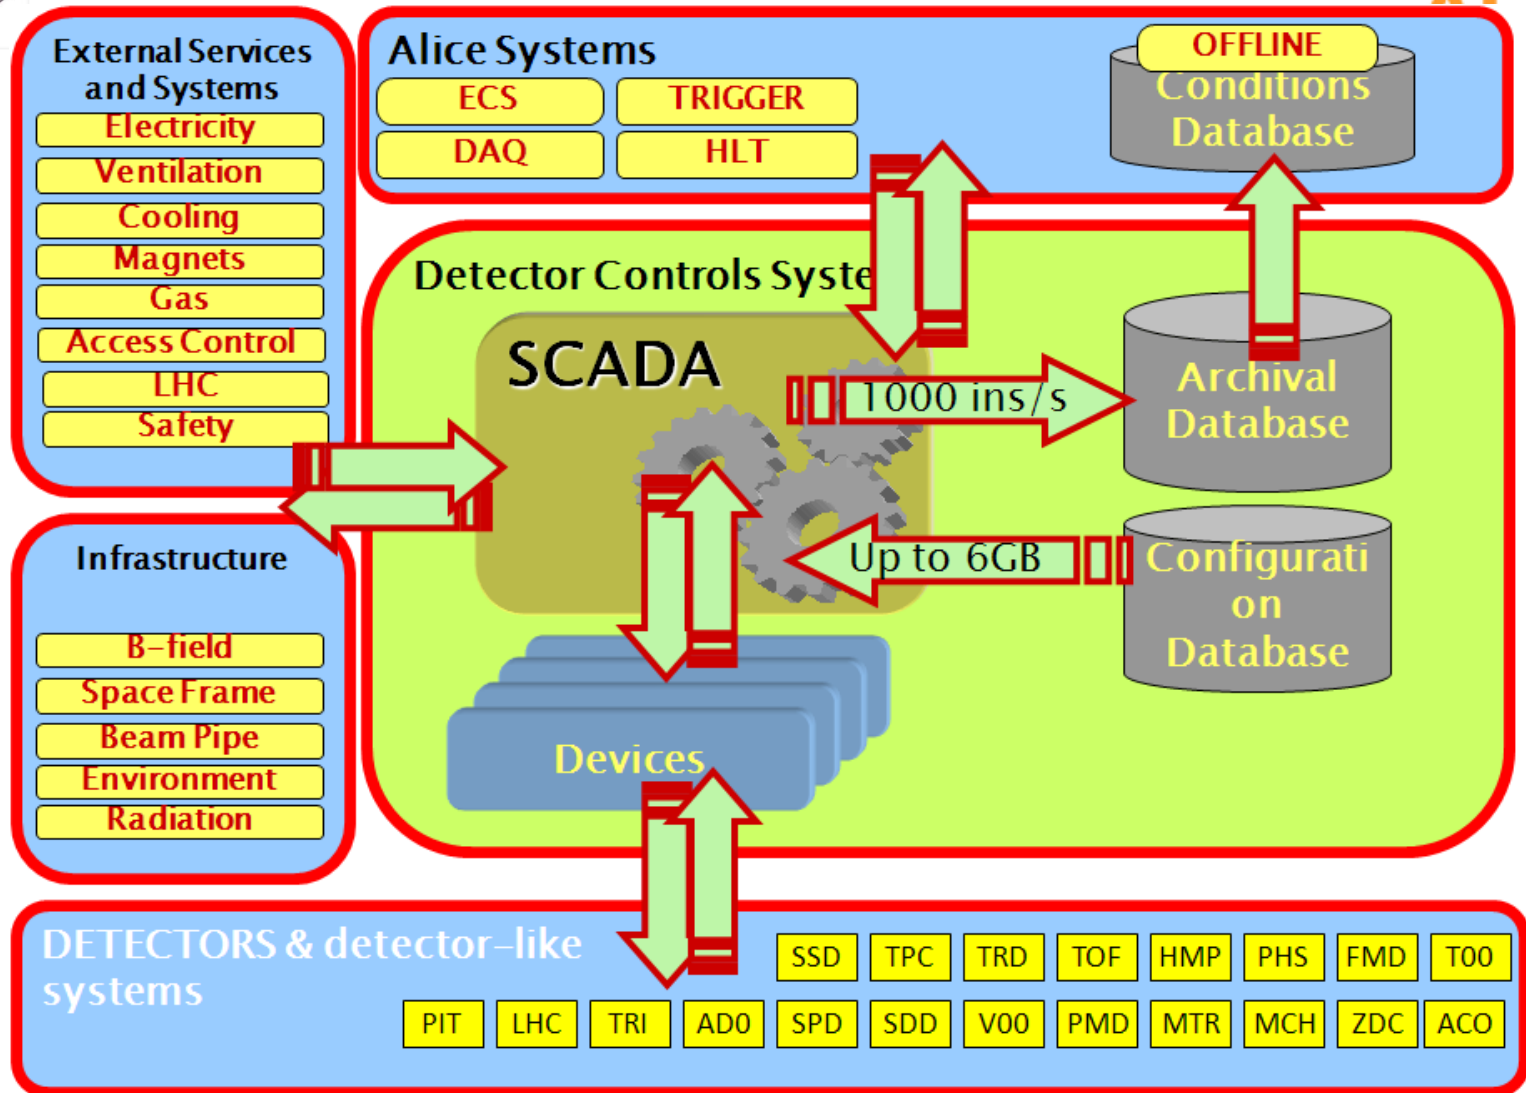 External Services
and Systems
Electricity
Ventilation
Cooling
Magnets
Gas
Access Control
LHC
Safety
Alice Systems
ECS
TRIGGER
DAQ
HLT
OFFLINE
Conditions
Database
Detector Controls Syste
SCADA
1000 ins/s
Archival
Database
Up to 6GB
Configurati
on
Database
Devices
Infrastructure
B-field
Space Frame
Beam Pipe
Environment
Radiation
DETECTORS & detector-like
systems
SSD TPC TRD TOF HMP PHS FMD T00
PIT LHC TRI AD0 SPD SDD V00 PMD MTR MCH ZDC ACO